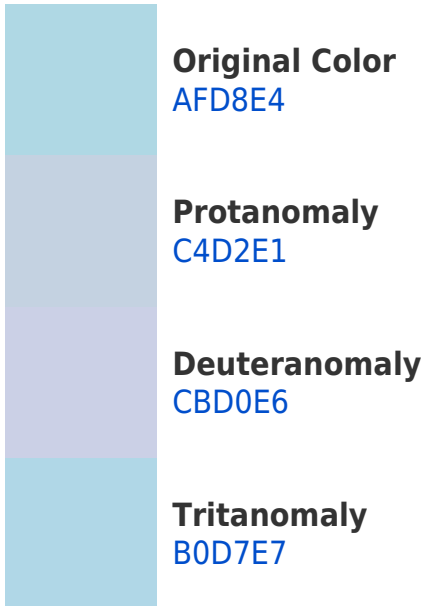 Original Color
AFD8E4
Protanomaly
C4D2E1
Deuteranomaly
CBD0E6
Tritanomaly
B0D7E7